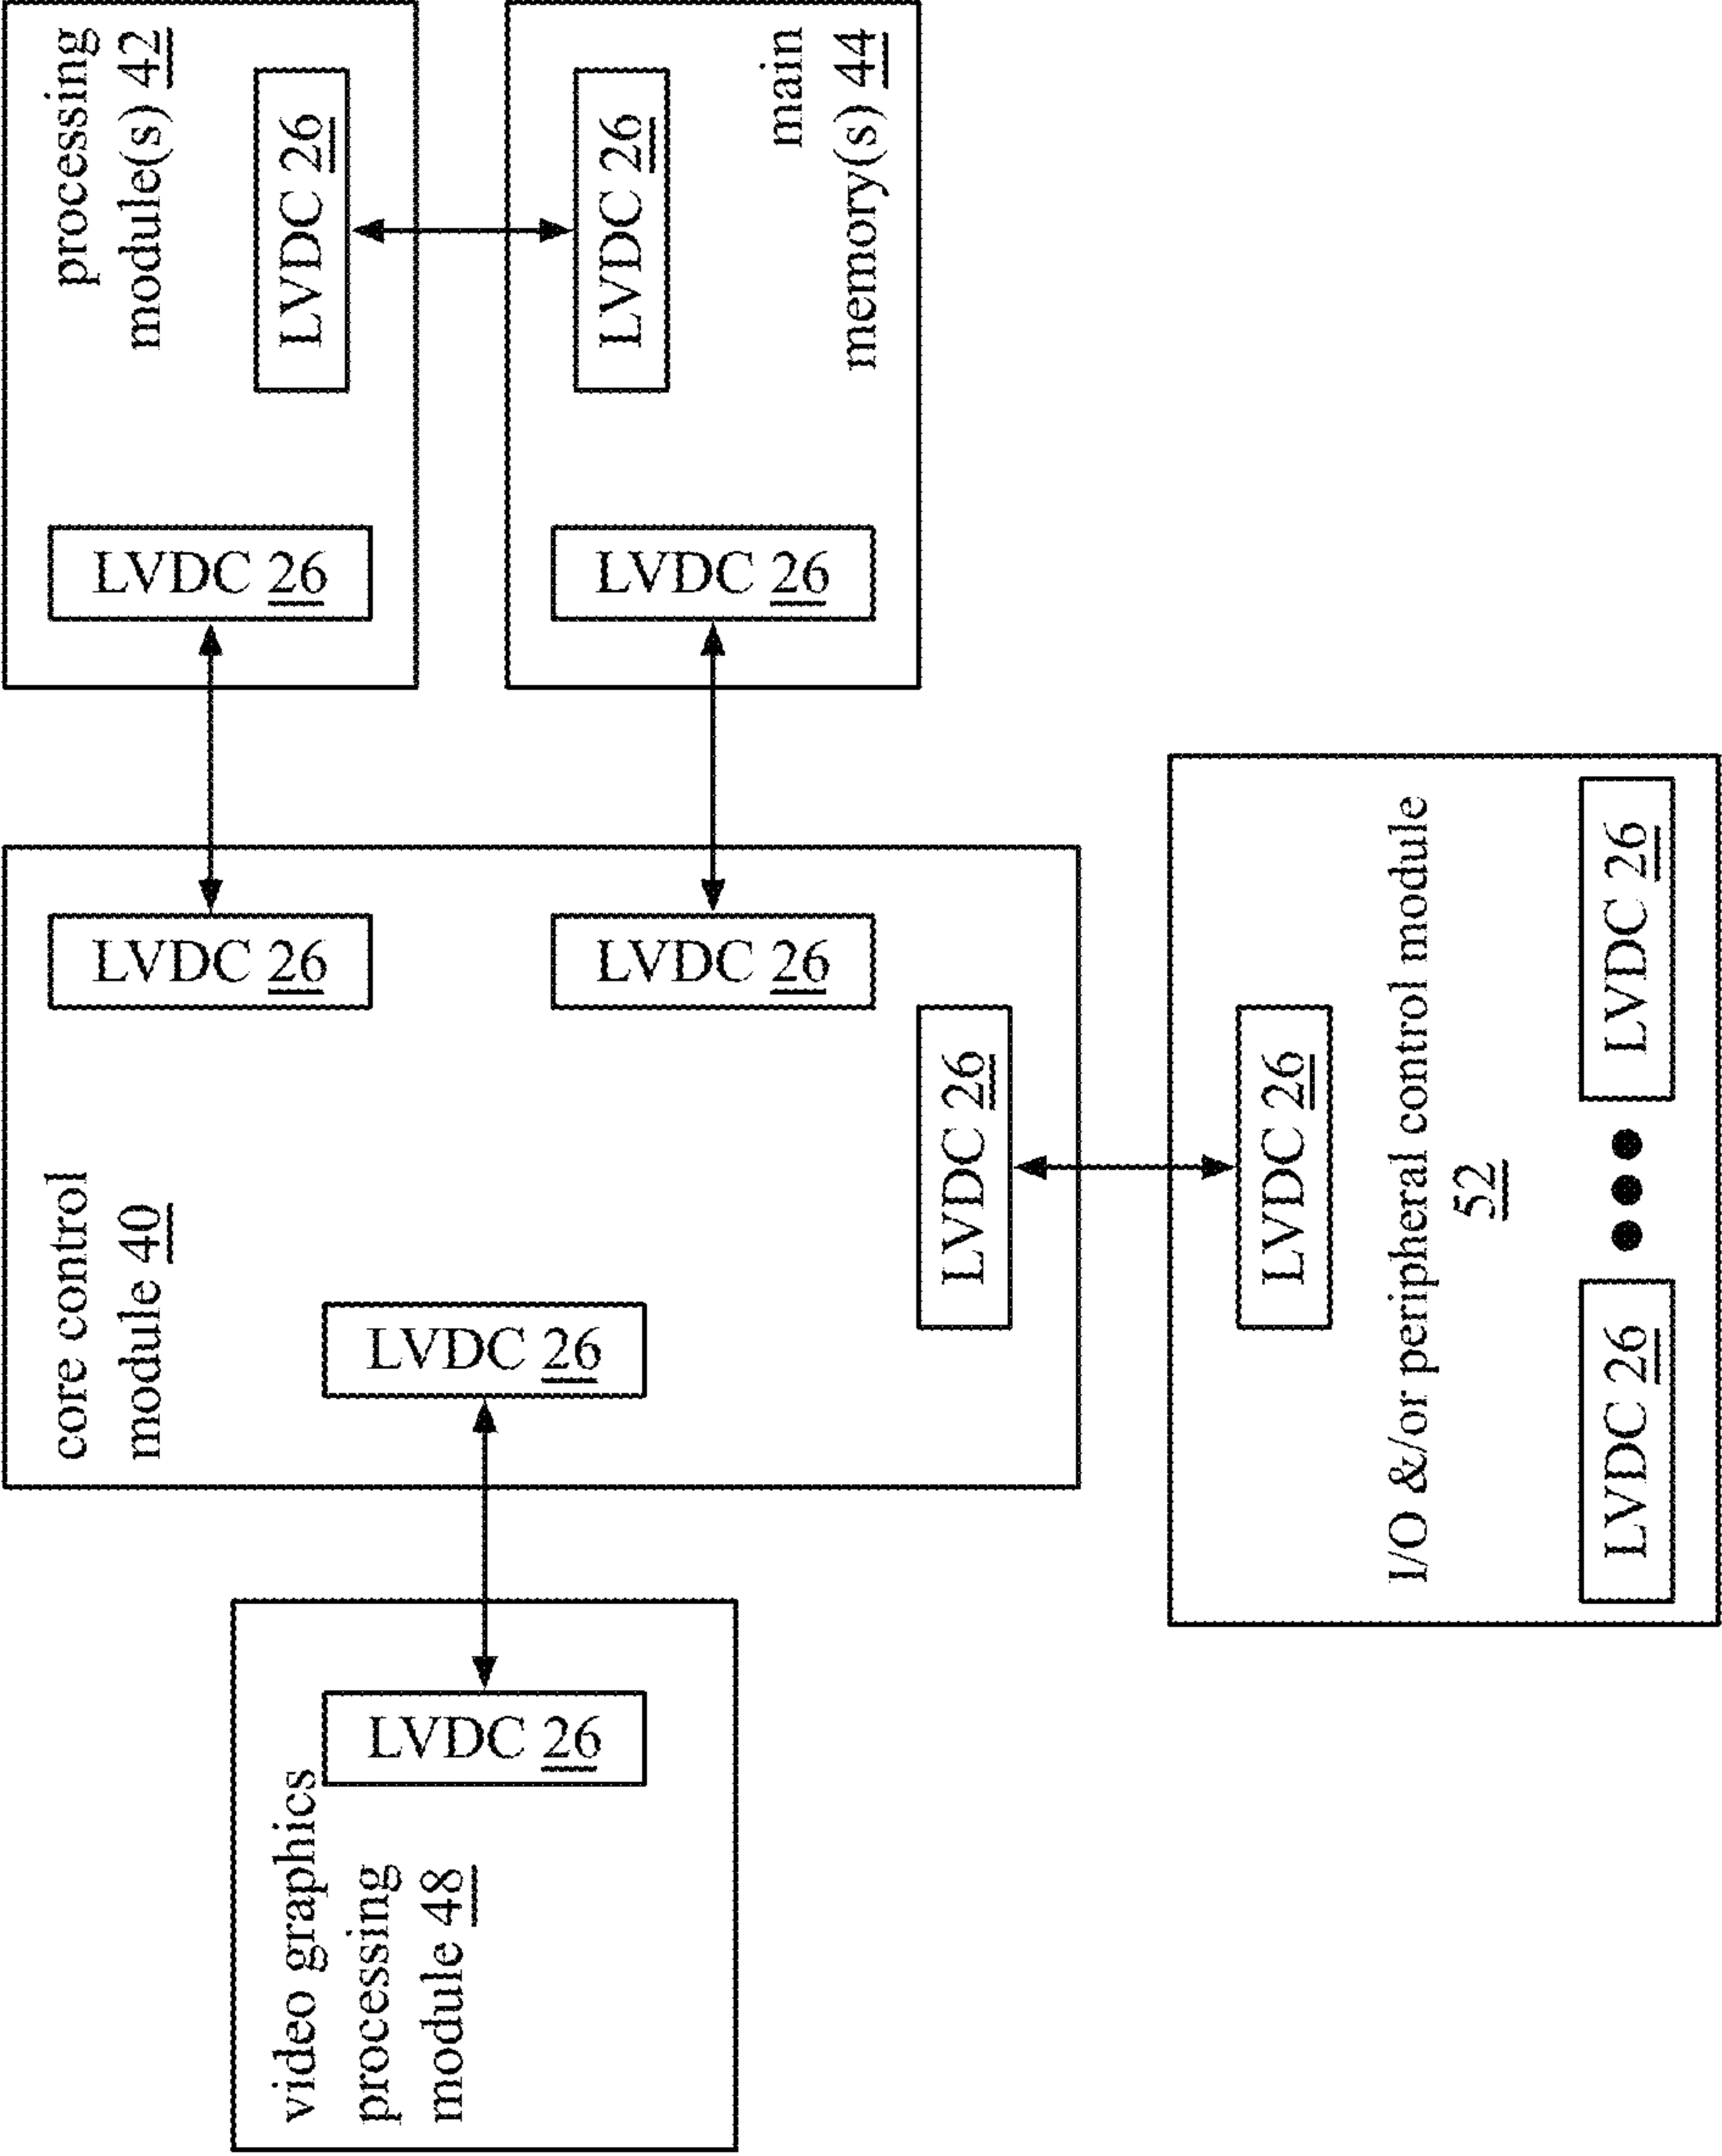 processing
module(s) 42
LVDC 26
LVDC 26
LVDC 26
main
memory(s) 44
LVDC 26
core control
module 40
LVDC 26
LVDC 26
LVDC 26
LVDC 26
video graphics
processing
module 48
LVDC 26
LVDC 26
I/O &/or peripheral control module
52
LVDC 26
LVDC 26